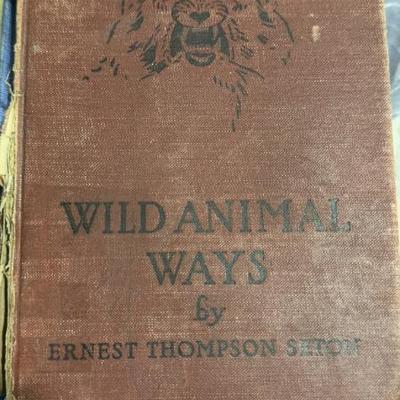 WILD ANIMAL
WAYS
by
ERNEST THOMPSON SETON